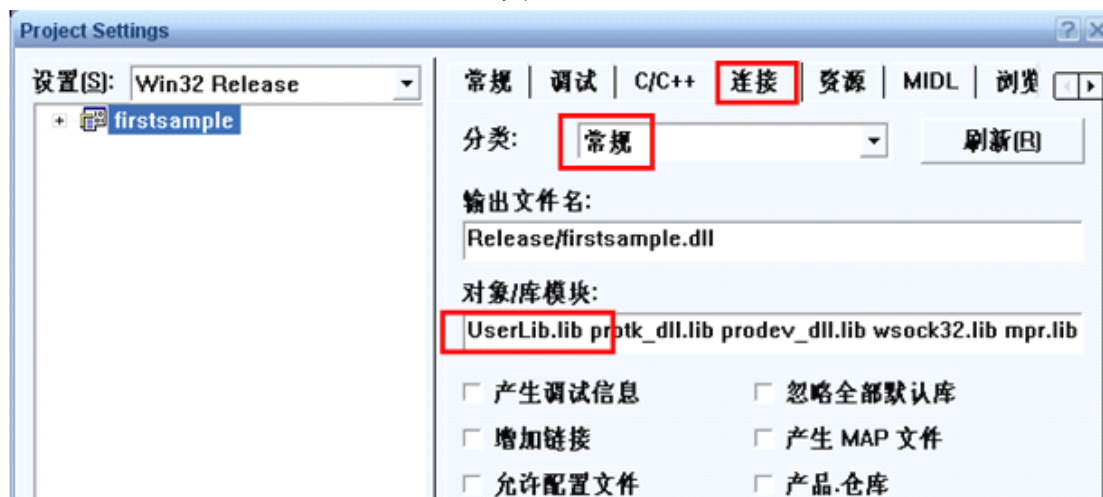 Project Settings
设置(S): Win32 Release
firstsample
常规 调试 C/C++ 连接 资源 MIDL 浏览
分类: 常规 刷新(R)
输出文件名:
Release/firstsample.dll
对象/库模块:
UserLib.lib protk_dll.lib prodev_dll.lib wsock32.lib mpr.lib
产生调试信息 忽略全部默认库
增加链接 产生 MAP 文件
允许配置文件 产品.仓库